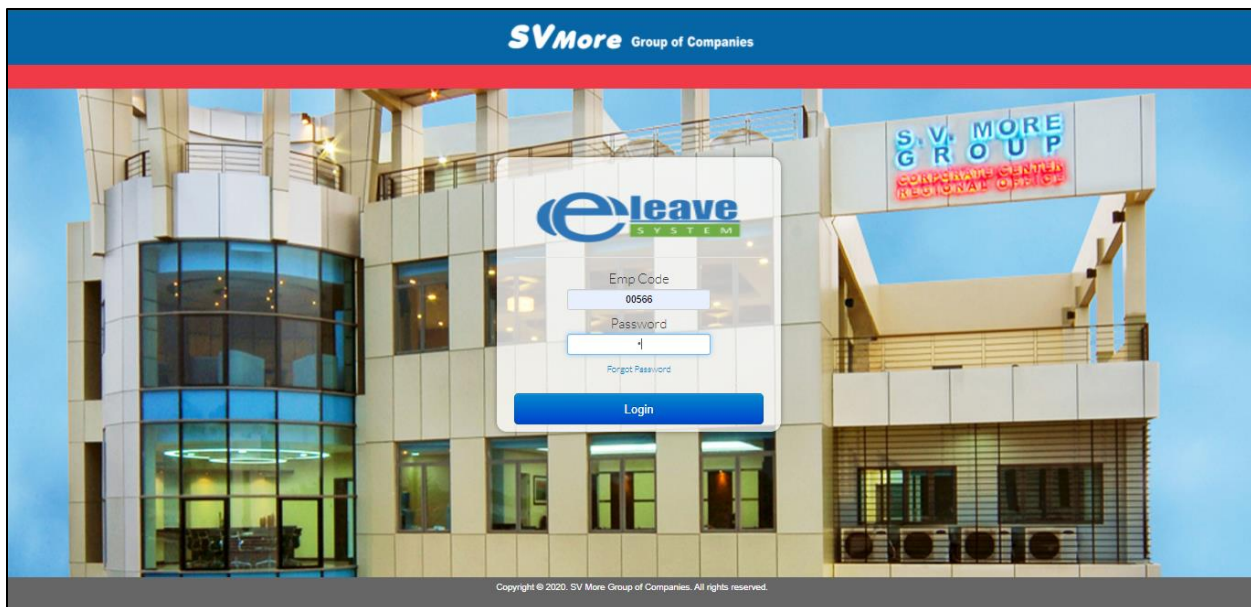 SVMore Group of Companies
S.V. MORE
GROUP
CORPORATE CENTER
REGIONAL OFFICE
eleave
SYSTEM
Emp Code
00566
Password
*
Forgot Password
Login
Copyright © 2020. SV More Group of Companies. All rights reserved.